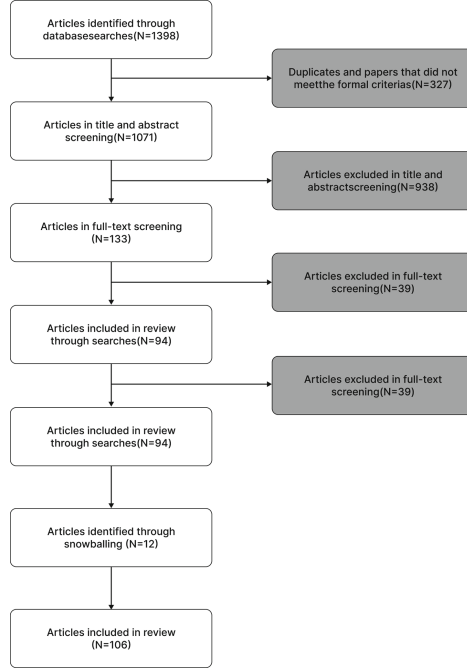 Articles identified through
databasesearches(N=1398)
Duplicates and papers that did not
meetthe formal criterias(N=327)
Articles in title and abstract
screening(N=1071)
Articles excluded in title and
abstractscreening(N=938)
Articles in full-text screening
(N=133)
Articles excluded in full-text
screening(N=39)
Articles included in review
through searches(N=94)
Articles excluded in full-text
screening(N=39)
Articles included in review
through searches(N=94)
Articles identified through
snowballing (N=12)
Articles included in review
(N=106)